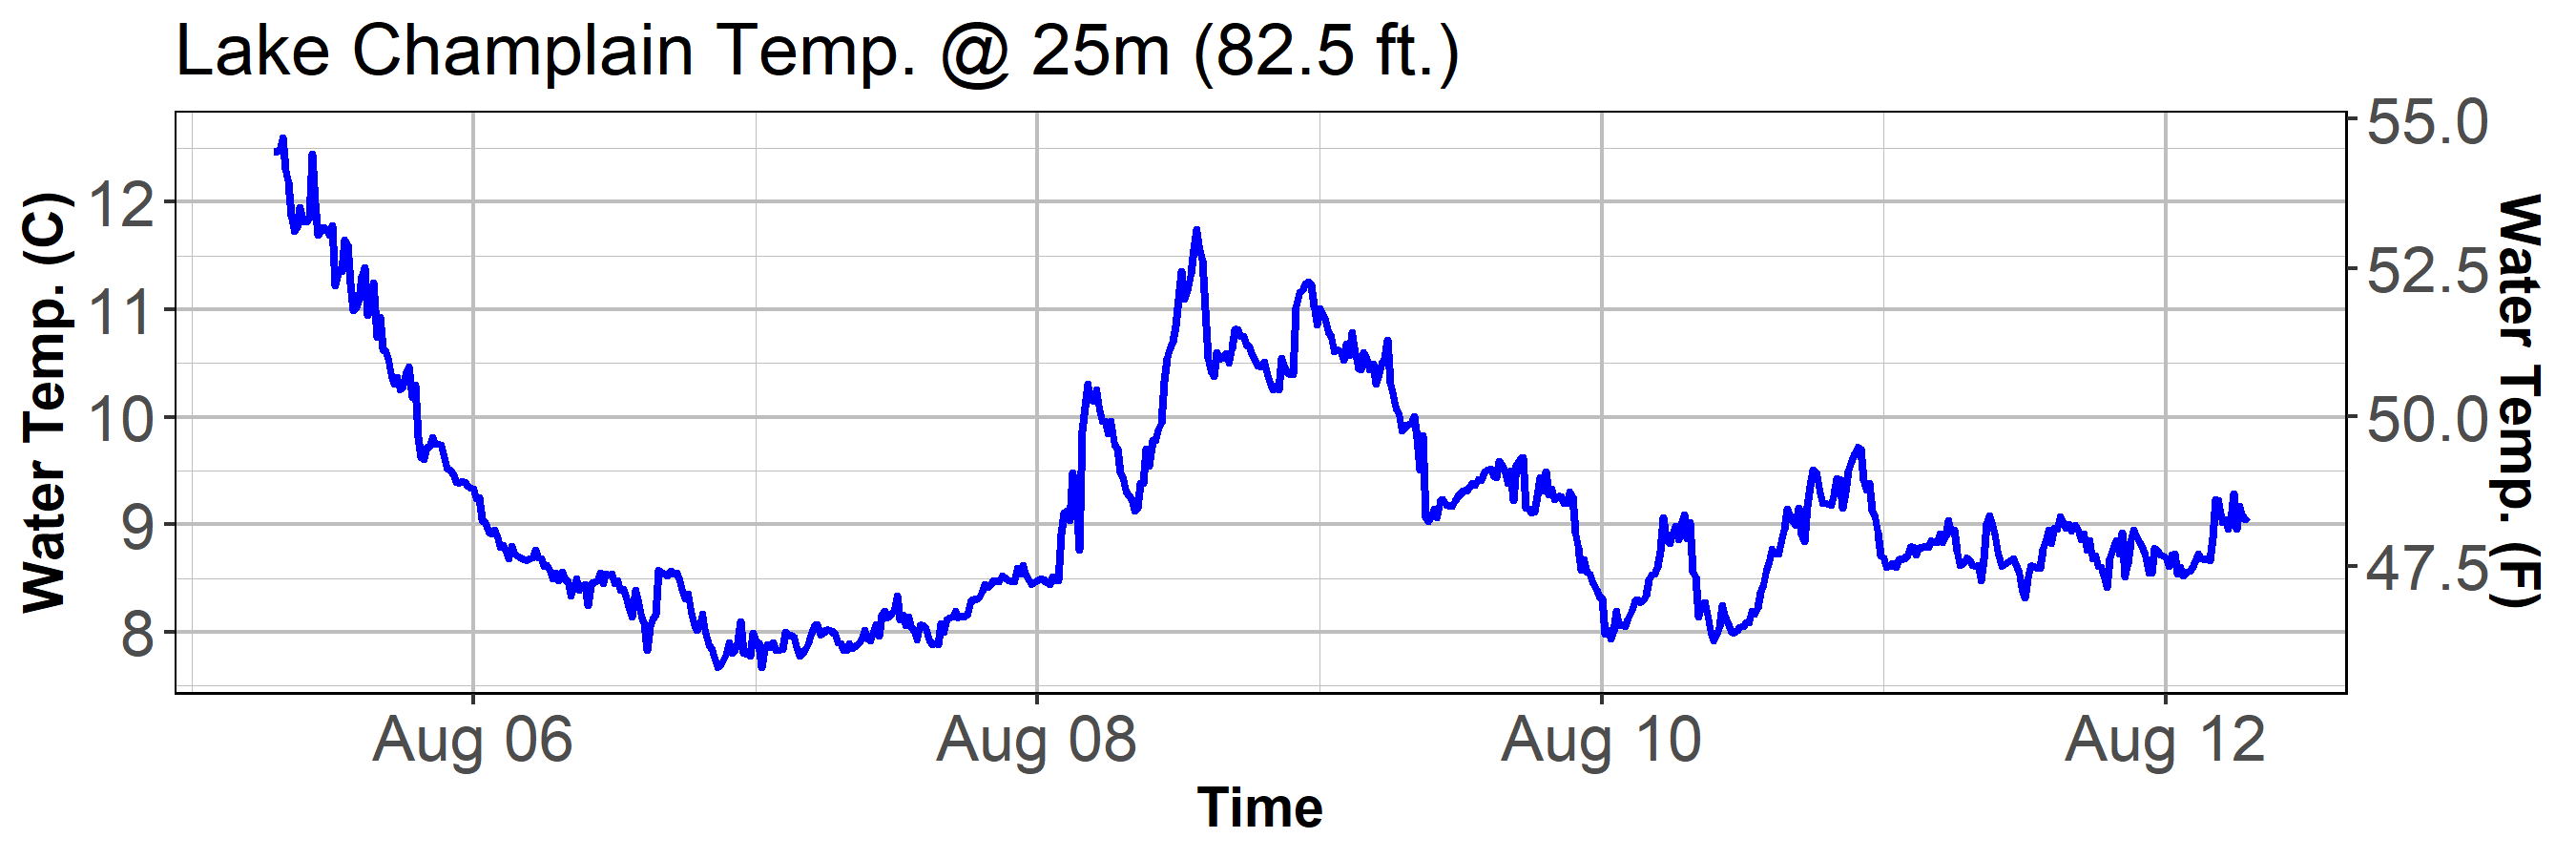 Lake Champlain Temp. @ 25m (82.5 ft.)
Water Temp. (C)
12
11
10
9
8
55.0
52.5
50.0
47.5
Water Temp. (F)
Aug 06 Aug 08 Aug 10 Aug 12
Time